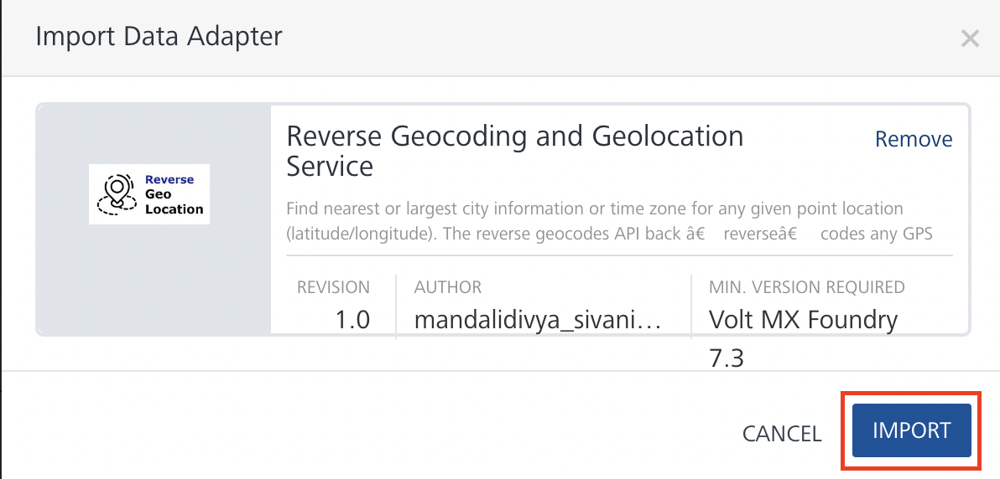 Import Data Adapter
Reverse Geocoding and Geolocation
Service
Remove
Reverse
Geo
Location
Find nearest or largest city information or time zone for any given point location
(latitude/longitude). The reverse geocodes API back â€ reverseâ€ codes any GPS
REVISION
1.0
AUTHOR
mandalidivya_sivani...
MIN. VERSION REQUIRED
Volt MX Foundry
7.3
CANCEL
IMPORT